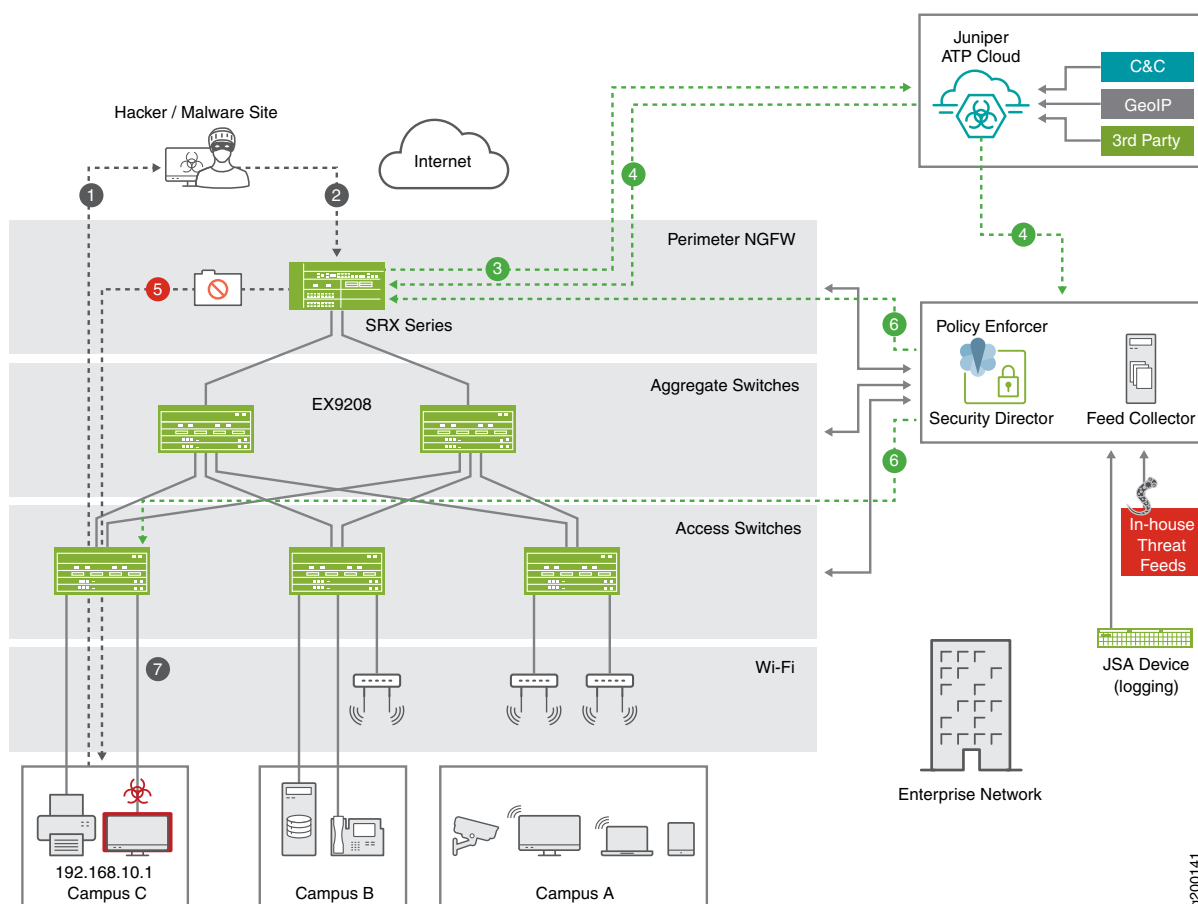 Juniper
ATP Cloud
C&C
GeoIP
3rd Party
Hacker / Malware Site
Internet
1
2
4
4
Perimeter NGFW
3
5
SRX Series
6
Policy Enforcer
Security Director
Feed Collector
Aggregate Switches
EX9208
6
Access Switches
In-house
Threat
Feeds
JSA Device
(logging)
7
Wi-Fi
Enterprise Network
192.168.10.1
Campus C
Campus B
Campus A
g200141